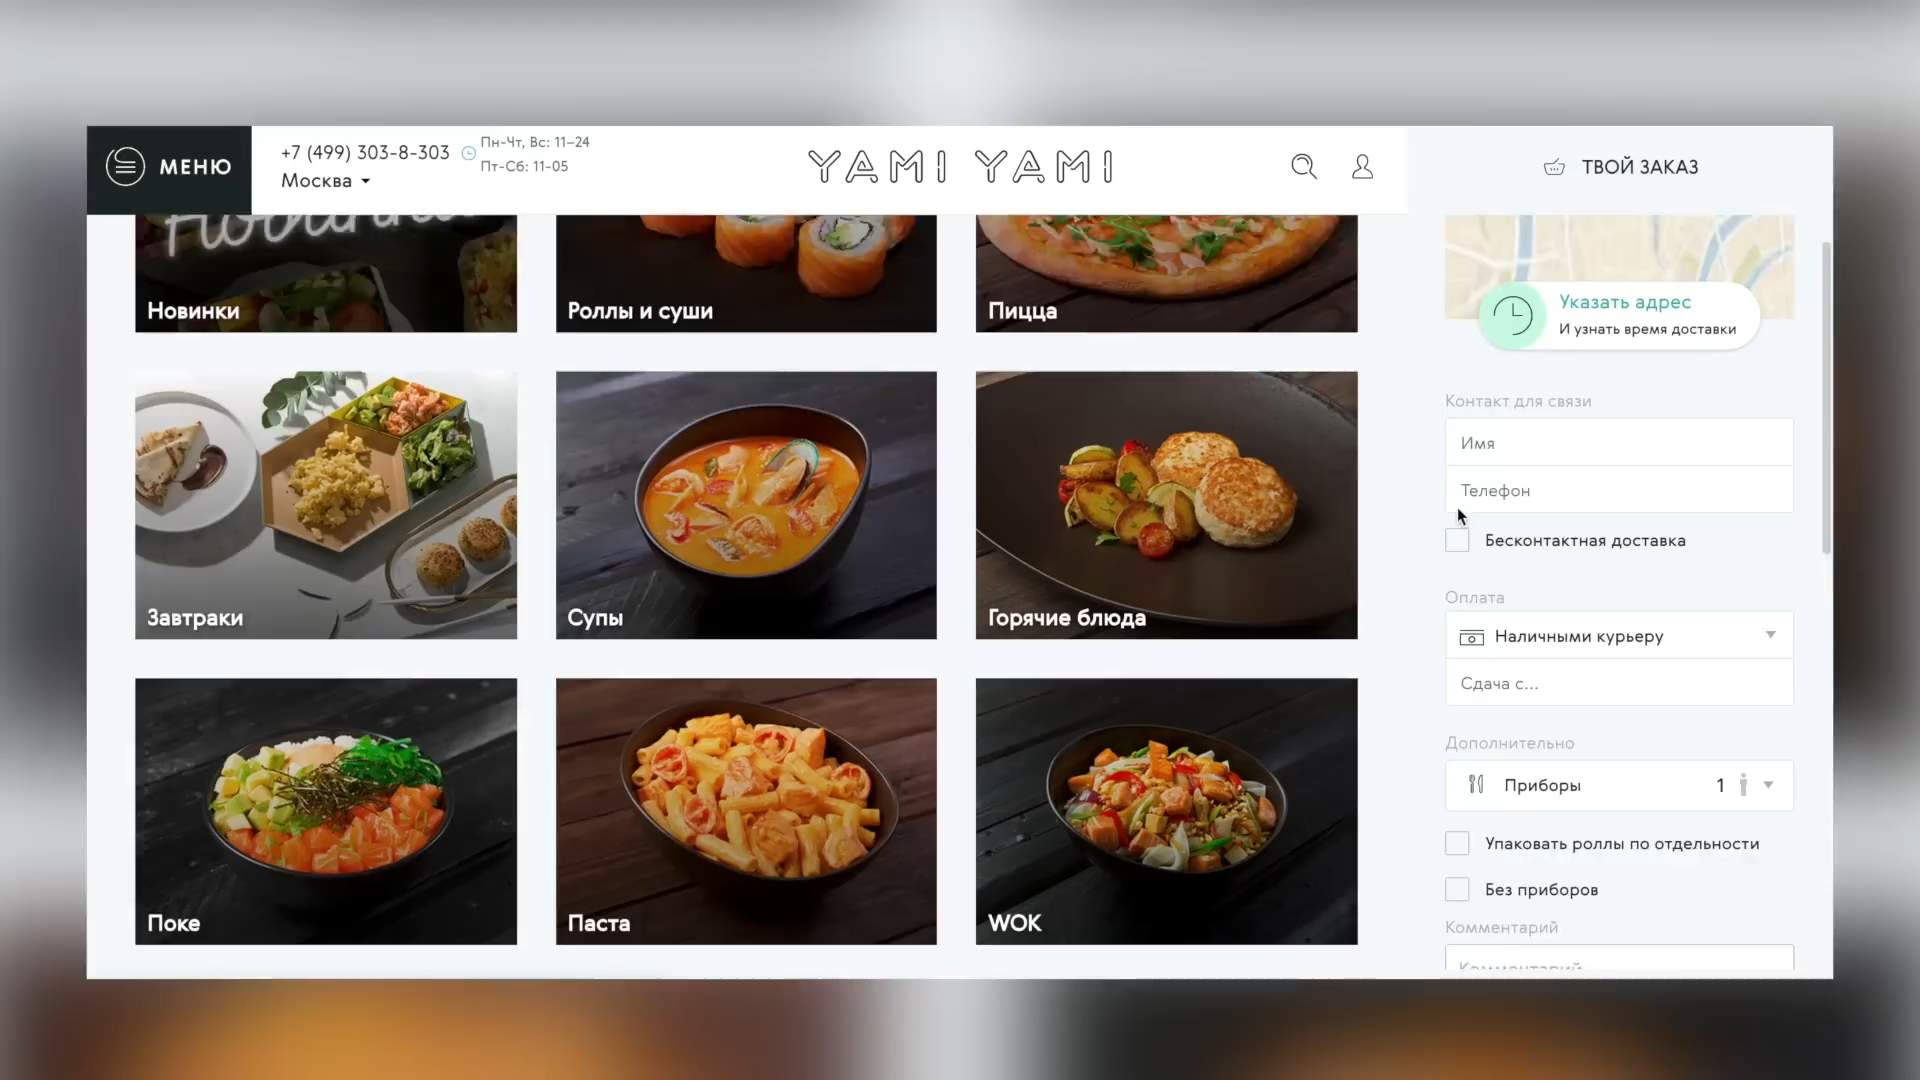 МЕНЮ
+7 (499) 303-8-303
Москва
Пн-Чт, Вс: 11–24
Пт-Сб: 11-05
YAMI YAMI
ТВОЙ ЗАКАЗ
Новинки
Новинки
Роллы и суши
Пицца
Завтраки
Супы
Горячие блюда
Поке
Паста
WOK
Указать адрес
И узнать время доставки
Контакт для связи
Имя
Телефон
Бесконтактная доставка
Оплата
Наличными курьеру
Сдача с...
Дополнительно
Приборы 1
Упаковать роллы по отдельности
Без приборов
Комментарий
Комментарий